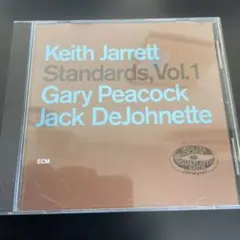 Keith Jarrett
Standards, Vol.1
Gary Peacock
Jack DeJohnette
ECM